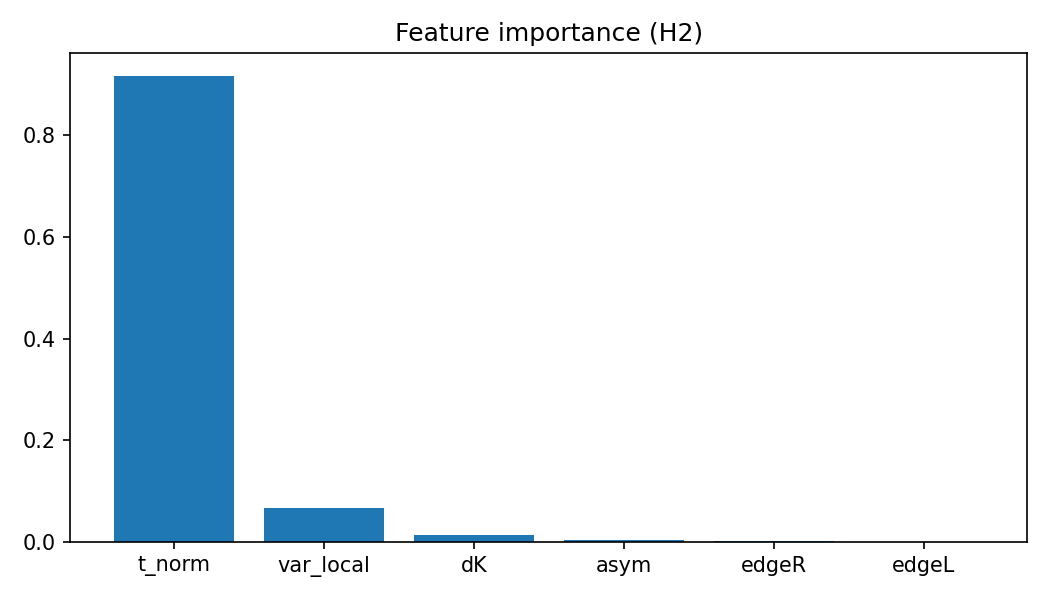 Feature importance (H2)
0.8
0.6
0.4
0.2
0.0
t_norm var_local dK asym edgeR edgeL